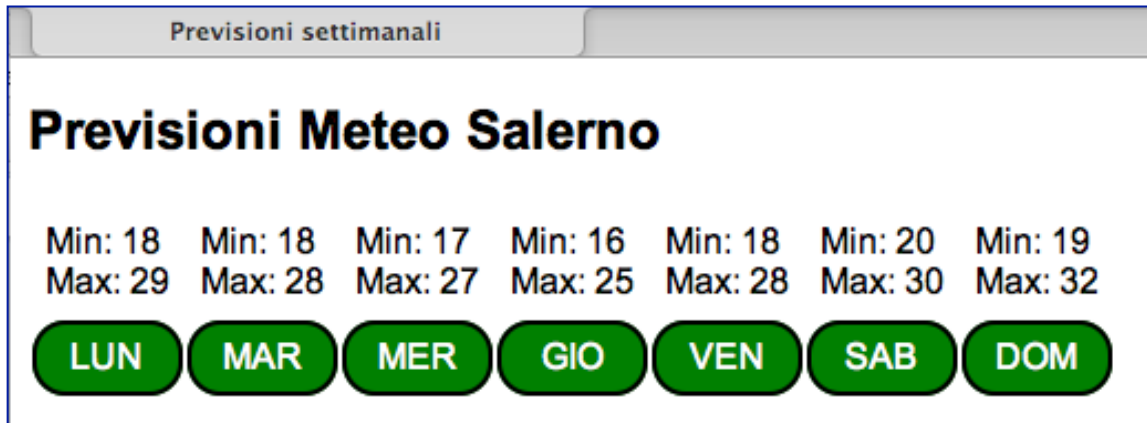 Previsioni settimanali
Previsioni Meteo Salerno
Min: 18 Min: 18 Min: 17 Min: 16 Min: 18 Min: 20 Min: 19
Max: 29 Max: 28 Max: 27 Max: 25 Max: 28 Max: 30 Max: 32
LUN MAR MER GIO VEN SAB DOM